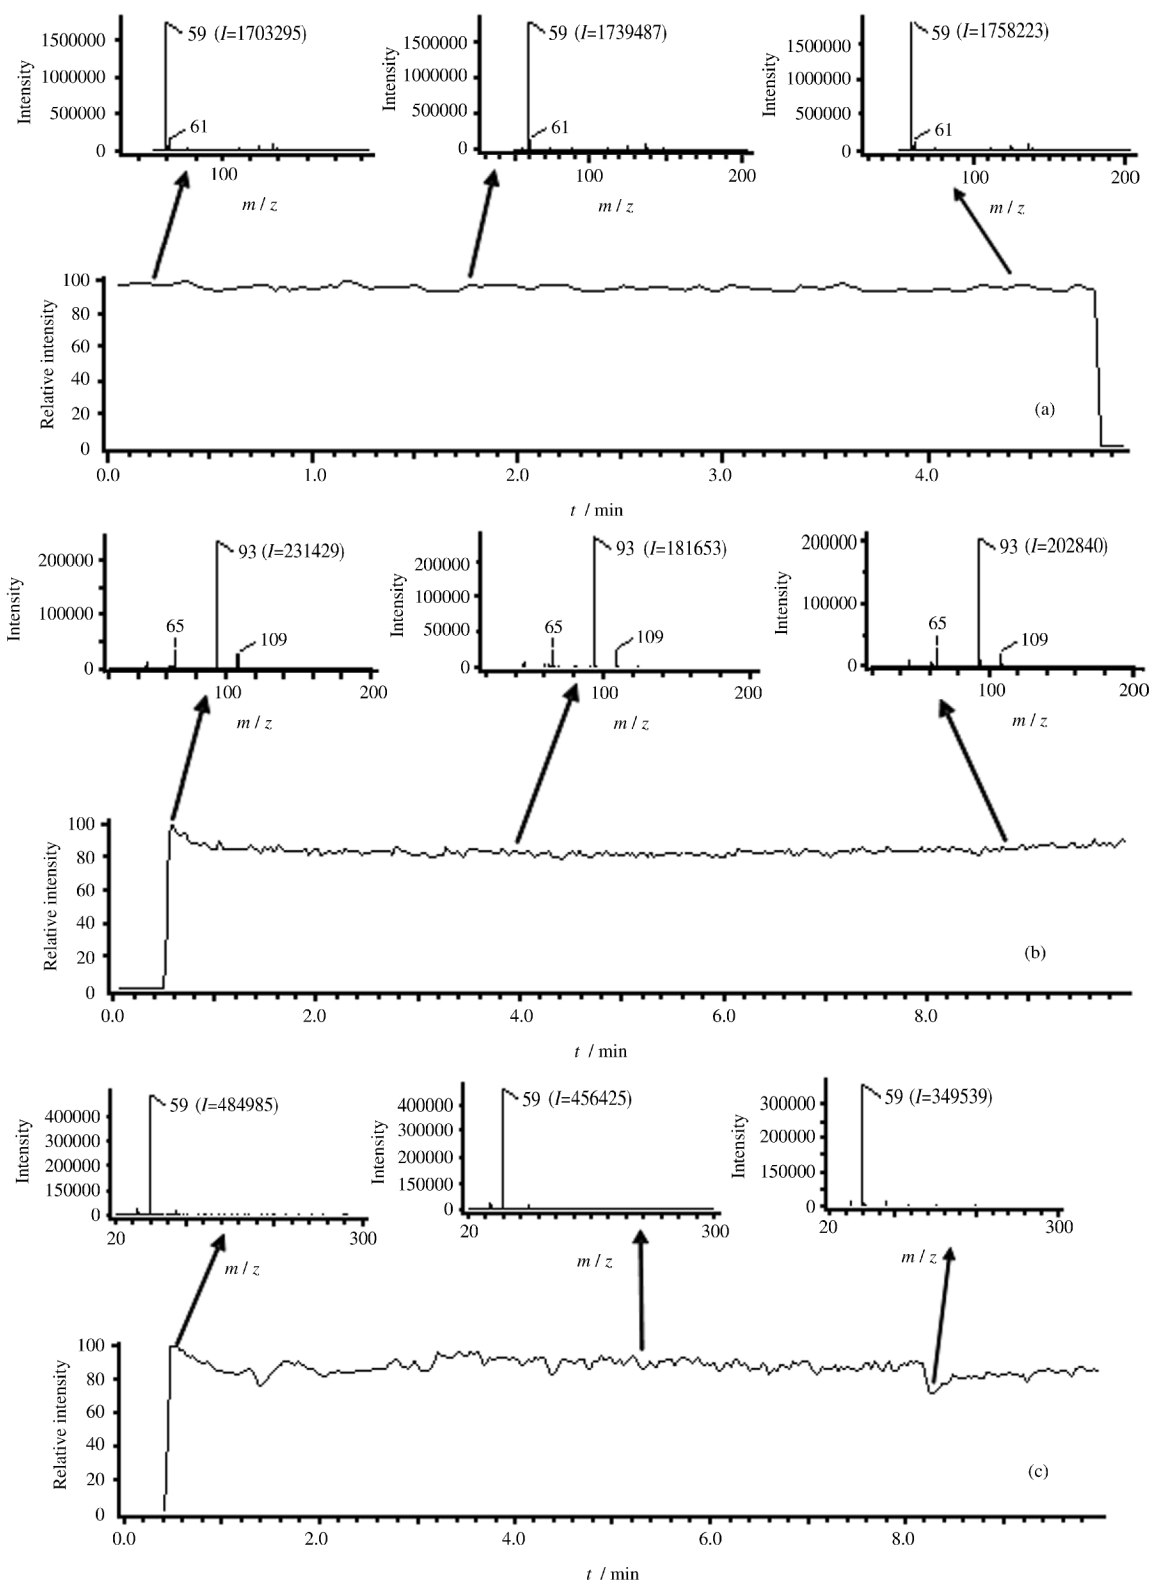 59 (I=1703295)
1500000
1000000
500000
0
61
100
Intensity
m / z
59 (I=1739487)
1500000
1000000
500000
0
61
100
200
Intensity
m / z
59 (I=1758223)
1500000
1000000
500000
0
61
100
200
Intensity
m / z
100
80
60
40
20
0
Relative intensity
(a)
0.0
1.0
2.0
3.0
4.0
t / min
93 (I=231429)
200000
100000
0
65
109
100
200
Intensity
m / z
93 (I=181653)
200000
100000
50000
0
65
109
100
200
Intensity
m / z
93 (I=202840)
200000
100000
0
65
109
100
200
Intensity
m / z
100
80
60
40
20
0
Relative intensity
(b)
0.0
2.0
4.0
6.0
8.0
t / min
59 (I=484985)
400000
300000
200000
150000
0
20
300
Intensity
m / z
59 (I=456425)
400000
300000
200000
150000
0
20
300
Intensity
m / z
59 (I=349539)
300000
200000
150000
0
20
300
Intensity
m / z
100
80
60
40
20
0
Relative intensity
(c)
0.0
2.0
4.0
6.0
8.0
t / min